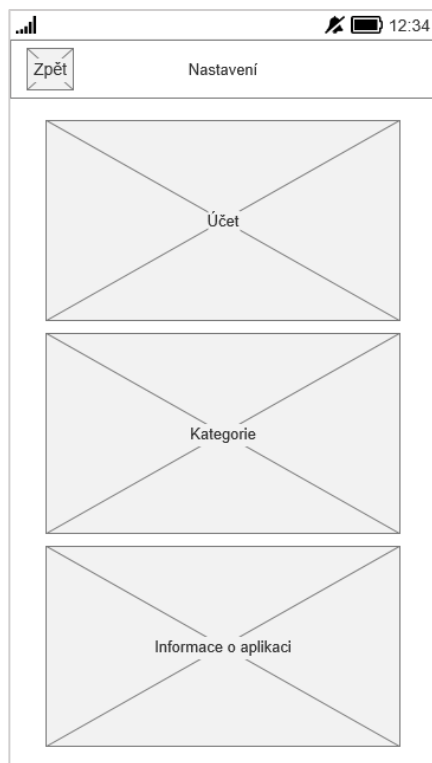 12:34
Zpět
Nastavení
Účet
Kategorie
Informace o aplikaci